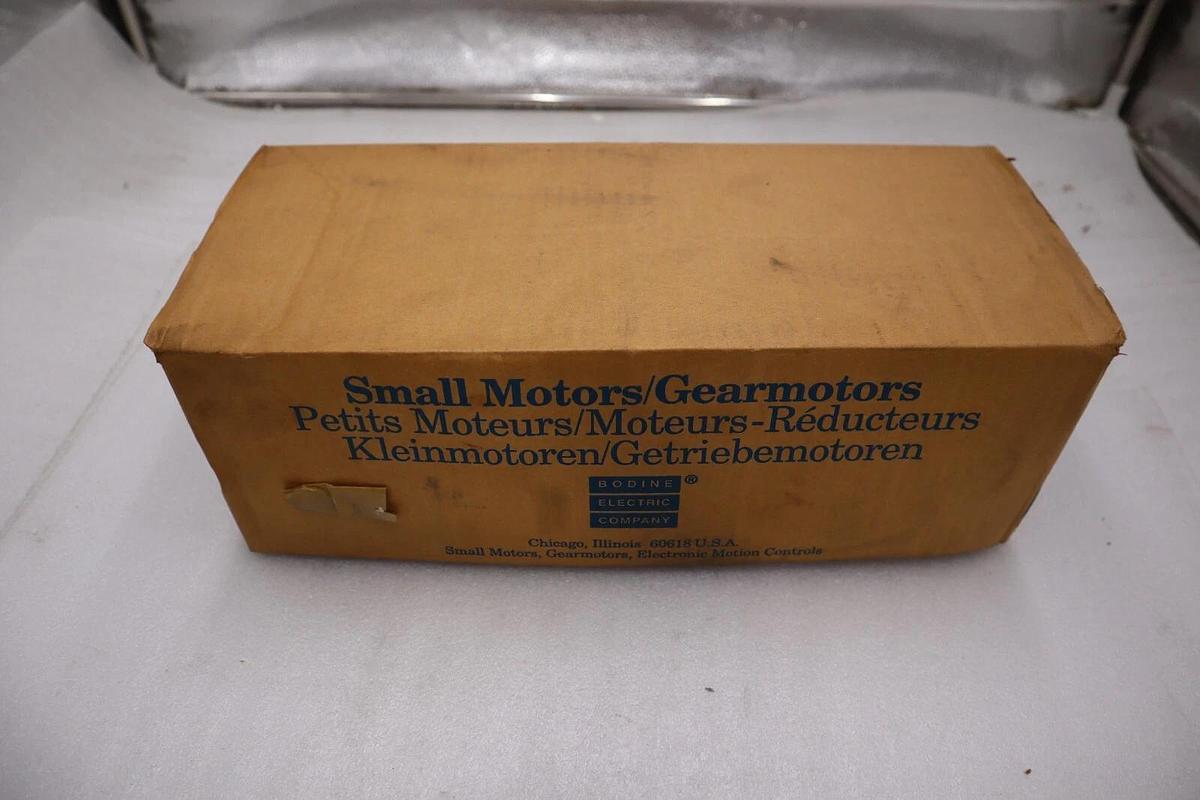 Small Motors/Gearmotors
Petits Moteurs/Moteurs-Réducteurs
Kleinmotoren/Getriebemotoren
BODINE ®
ELECTRIC
COMPANY
Chicago, Illinois 60618 U.S.A.
Small Motors, Gearmotors, Electronic Motion Controls